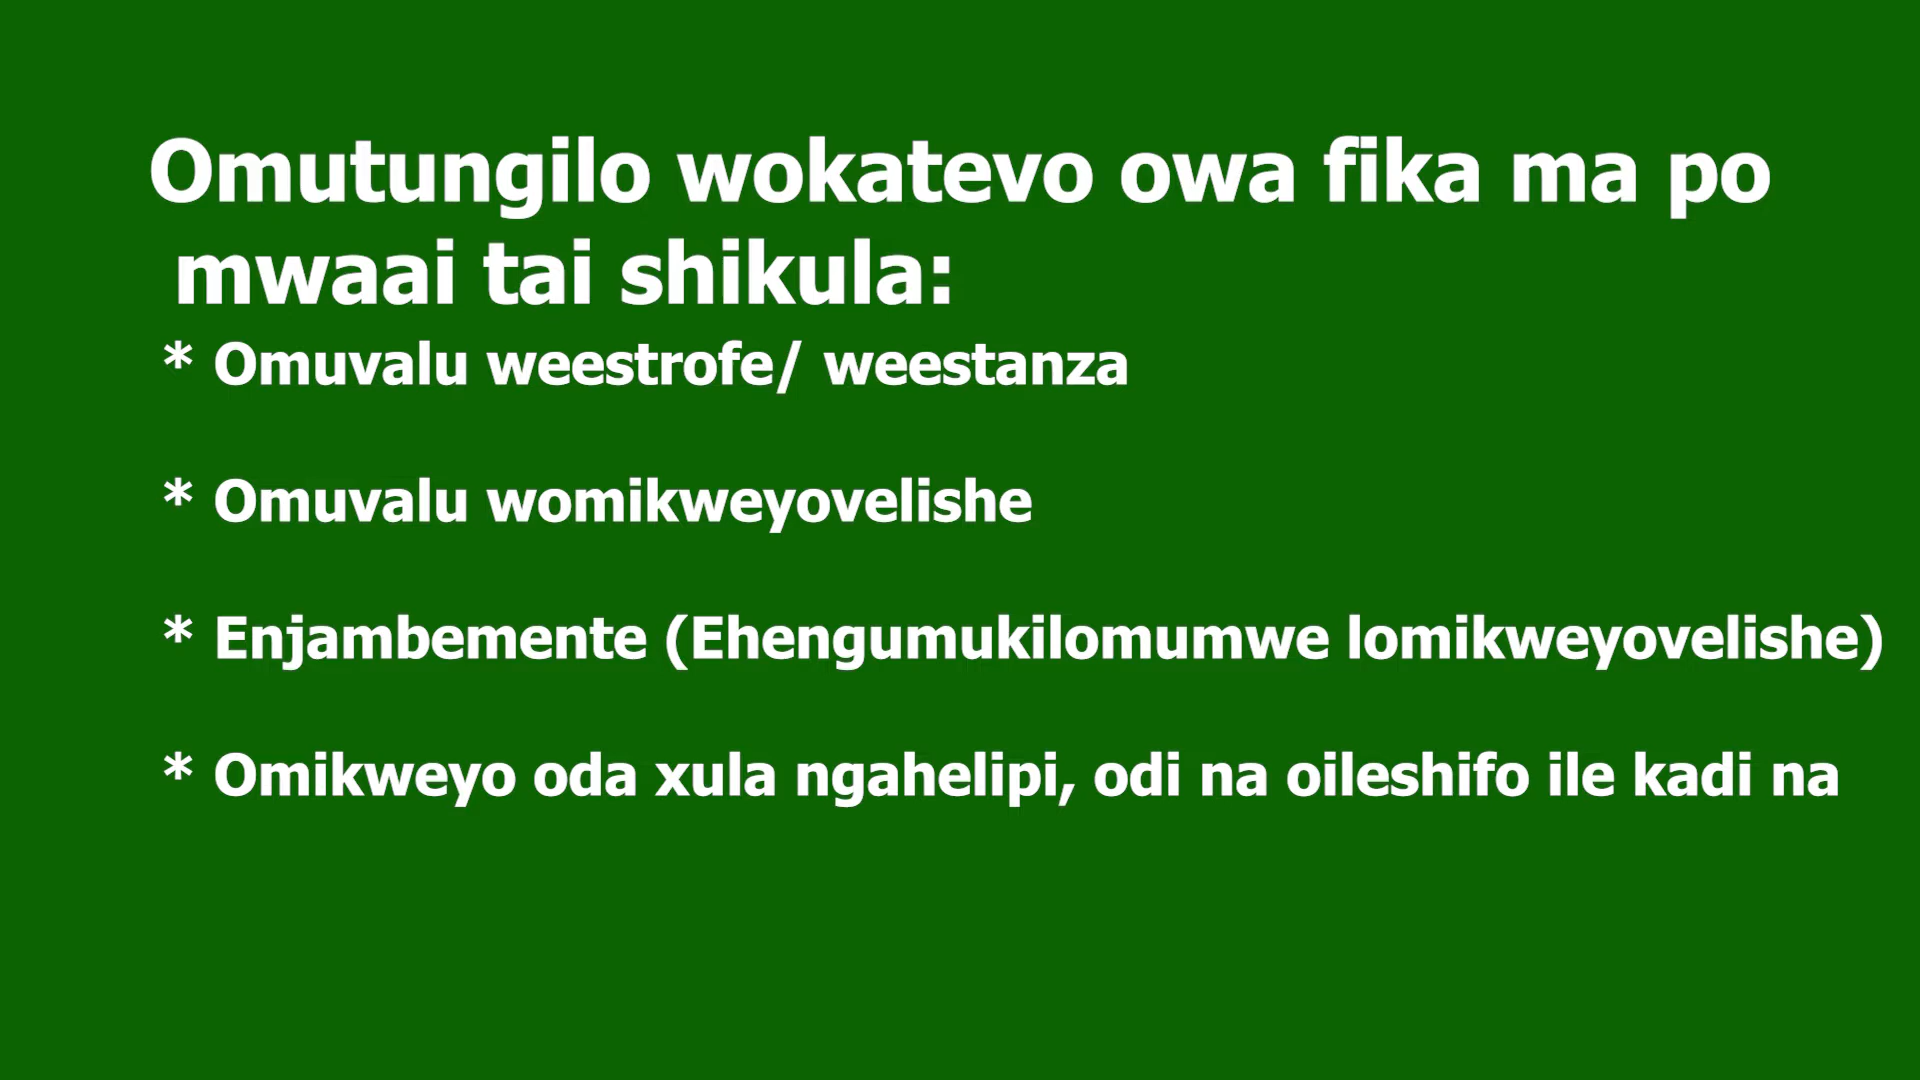 Omutungilo wokatevo owa fika ma po
mwaai tai shikula:
* Omuvalu weestrofe/ weestanza
* Omuvalu womikweyovelishe
* Enjambemente (Ehengumukilomumwe lomikweyovelishe)
* Omikweyo oda xula ngahelipi, odi na oileshifo ile kadi na